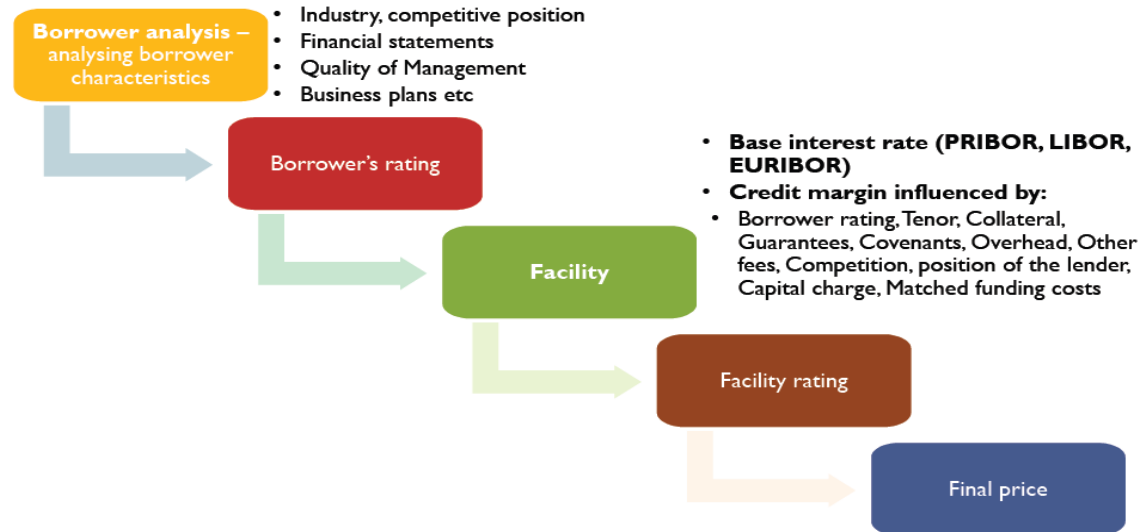 Borrower analysis –
analysing borrower
characteristics
• Industry, competitive position
• Financial statements
• Quality of Management
• Business plans etc
Borrower's rating
• Base interest rate (PRIBOR, LIBOR,
EURIBOR)
• Credit margin influenced by:
• Borrower rating, Tenor, Collateral,
Guarantees, Covenants, Overhead, Other
fees, Competition, position of the lender,
Capital charge, Matched funding costs
Facility
Facility rating
Final price